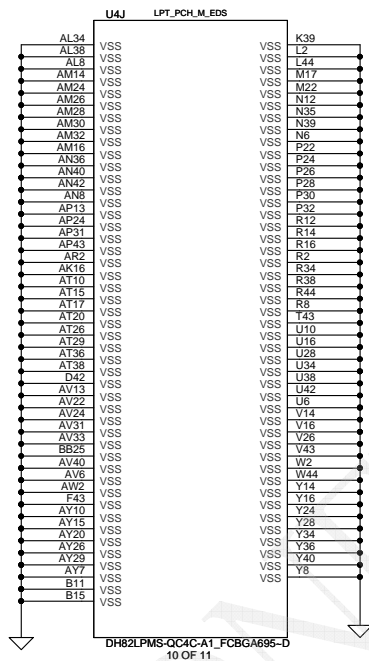 U4J LPT_PCH_M_EDS
AL34 VSS VSS K39
AL38 VSS VSS L2
AL8 VSS VSS L44
AM14 VSS VSS M17
AM24 VSS VSS M22
AM26 VSS VSS N12
AM28 VSS VSS N35
AM30 VSS VSS N39
AM32 VSS VSS N6
AM16 VSS VSS P22
AN36 VSS VSS P24
AN40 VSS VSS P26
AN42 VSS VSS P28
AN8 VSS VSS P30
AP13 VSS VSS P32
AP24 VSS VSS R12
AP31 VSS VSS R14
AP43 VSS VSS R16
AR2 VSS VSS R2
AK16 VSS VSS R34
AT10 VSS VSS R38
AT15 VSS VSS R44
AT17 VSS VSS R8
AT20 VSS VSS T43
AT26 VSS VSS U10
AT29 VSS VSS U16
AT36 VSS VSS U28
AT38 VSS VSS U34
D42 VSS VSS U38
AV13 VSS VSS U42
AV22 VSS VSS U6
AV24 VSS VSS V14
AV31 VSS VSS V16
AV33 VSS VSS V26
BB25 VSS VSS V43
AV40 VSS VSS W2
AV6 VSS VSS W44
AW2 VSS VSS Y14
F43 VSS VSS Y16
AY10 VSS VSS Y24
AY15 VSS VSS Y28
AY20 VSS VSS Y34
AY26 VSS VSS Y36
AY29 VSS VSS Y40
AY7 VSS VSS Y8
B11 VSS
B15 VSS
DH82LPMS-QC4C-A1_FCBGA695~D
10 OF 11